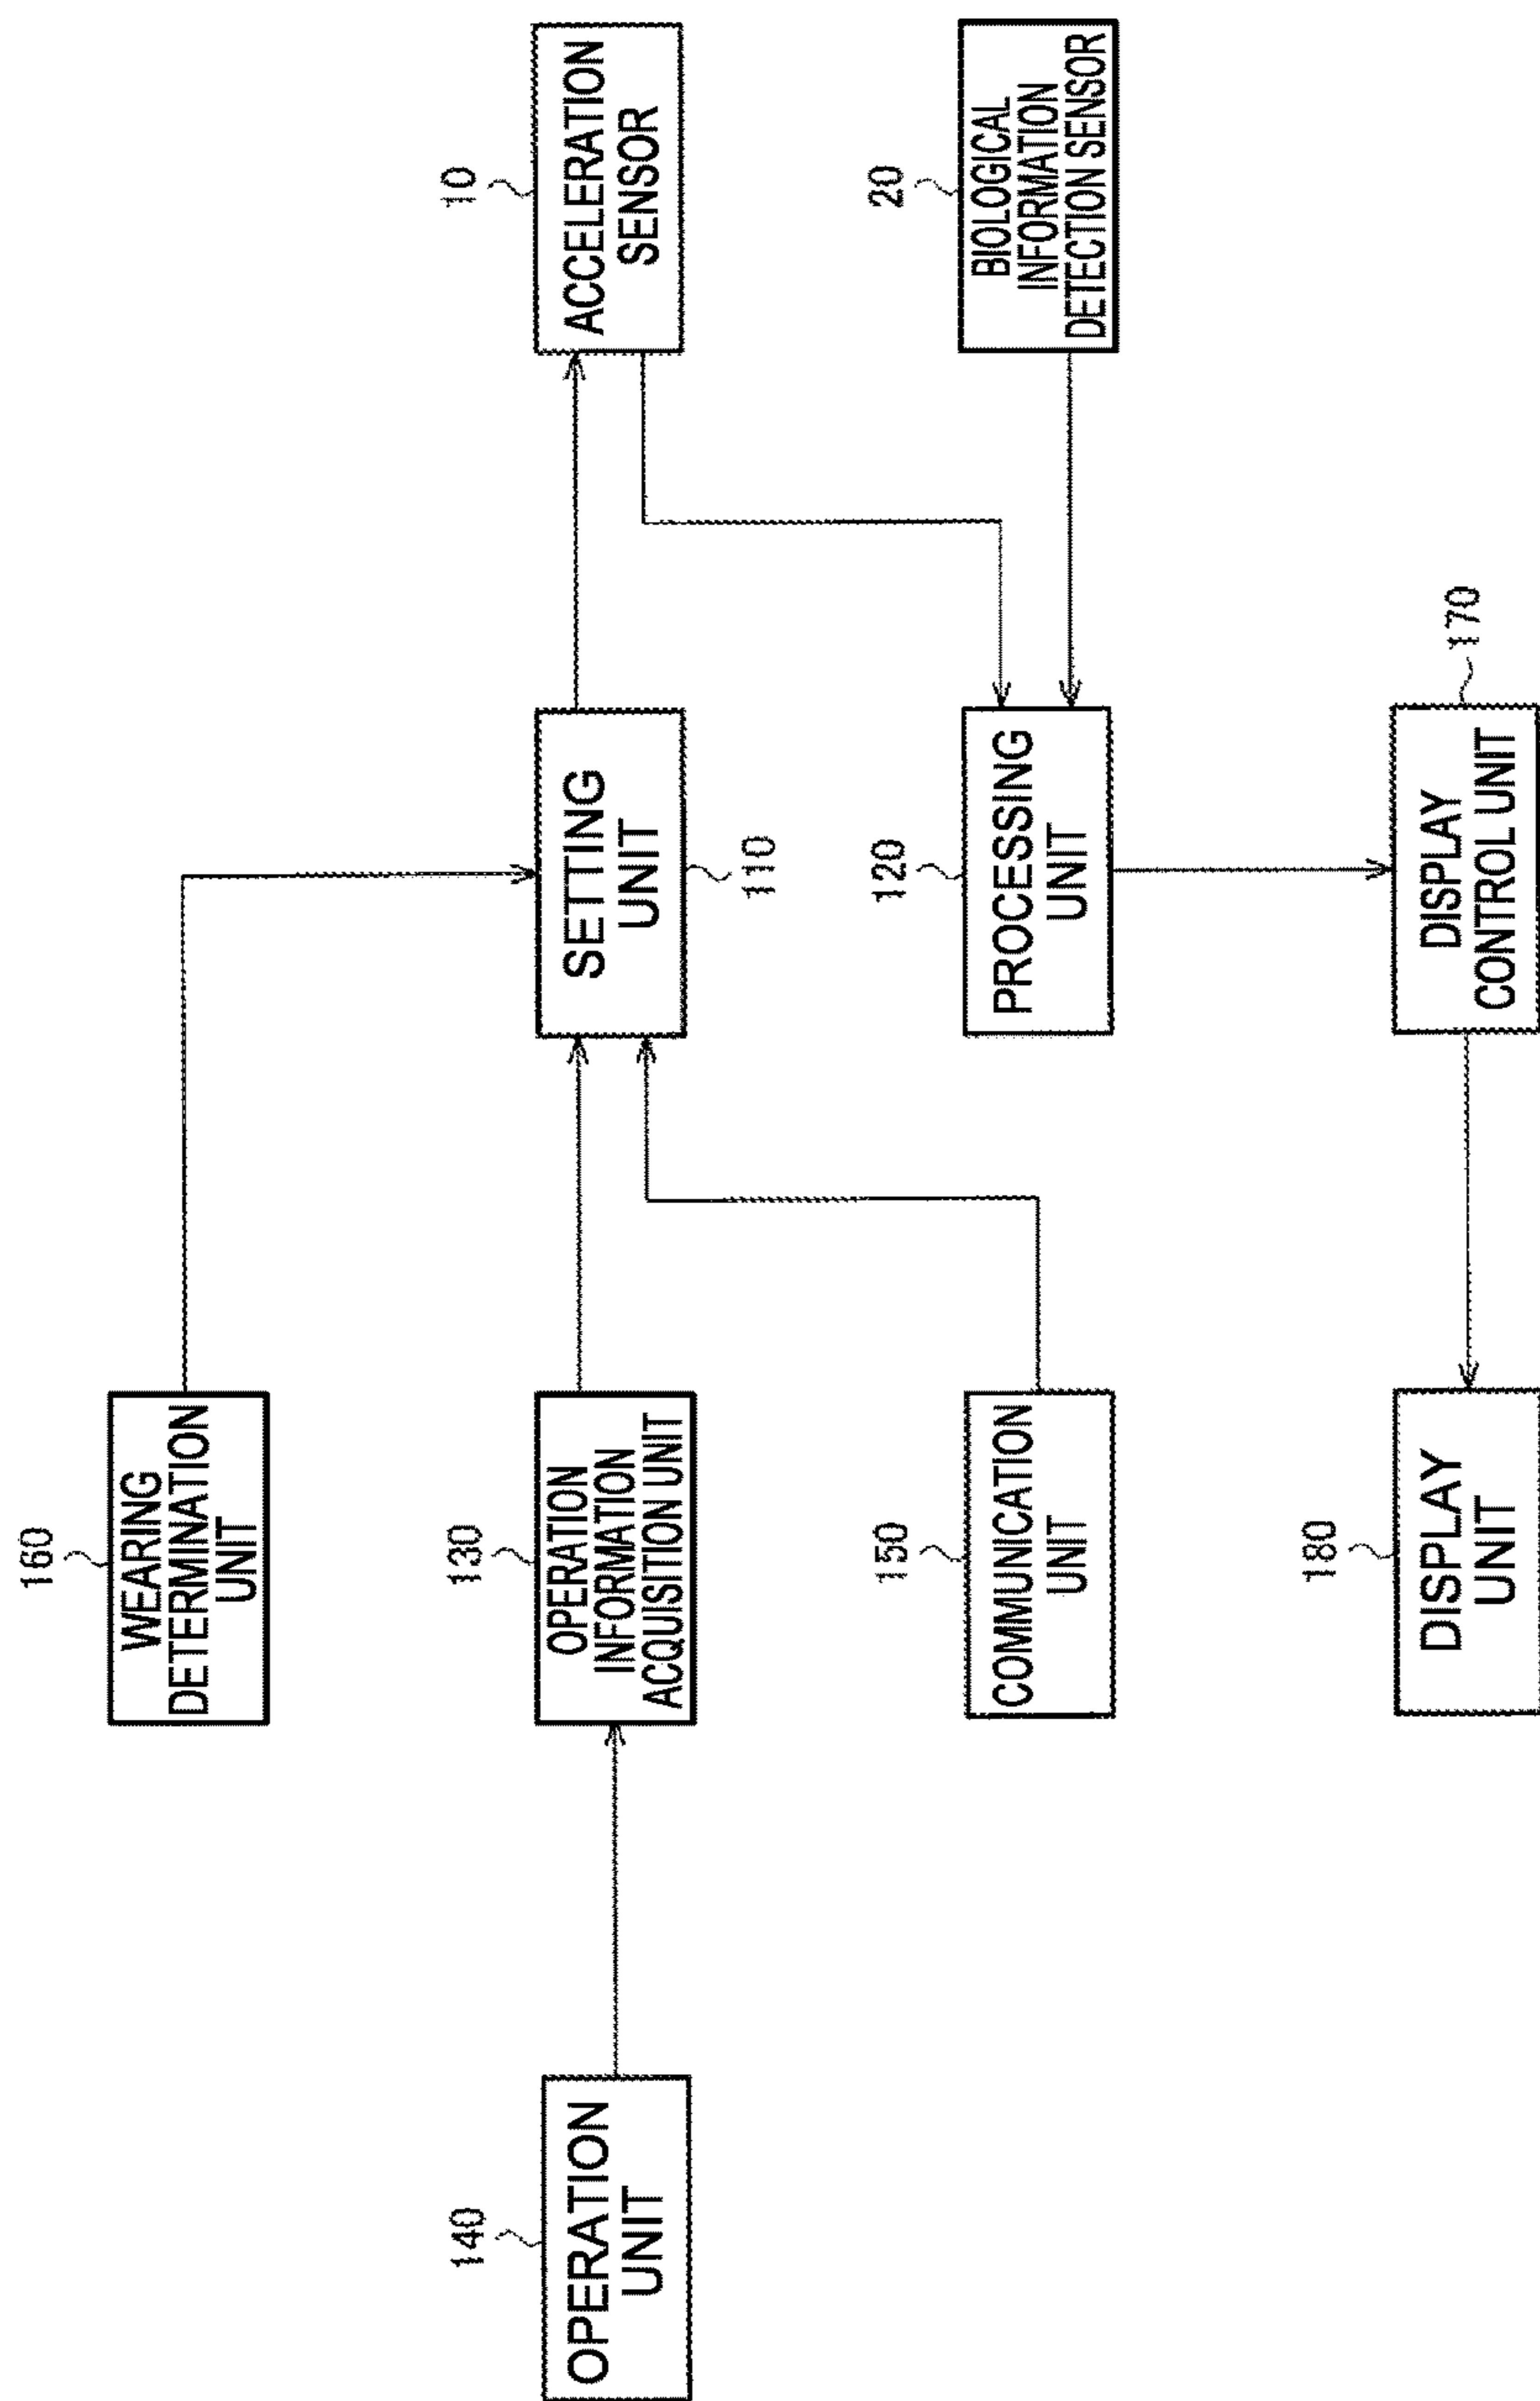 160
WEARING
DETERMINATION
UNIT
140
OPERATION
UNIT
130
OPERATION
INFORMATION
ACQUISITION UNIT
SETTING
UNIT
110
10
ACCELERATION
SENSOR
150
COMMUNICATION
UNIT
120
PROCESSING
UNIT
20
BIOLOGICAL
INFORMATION
DETECTION SENSOR
180
DISPLAY
UNIT
DISPLAY
CONTROL UNIT
170